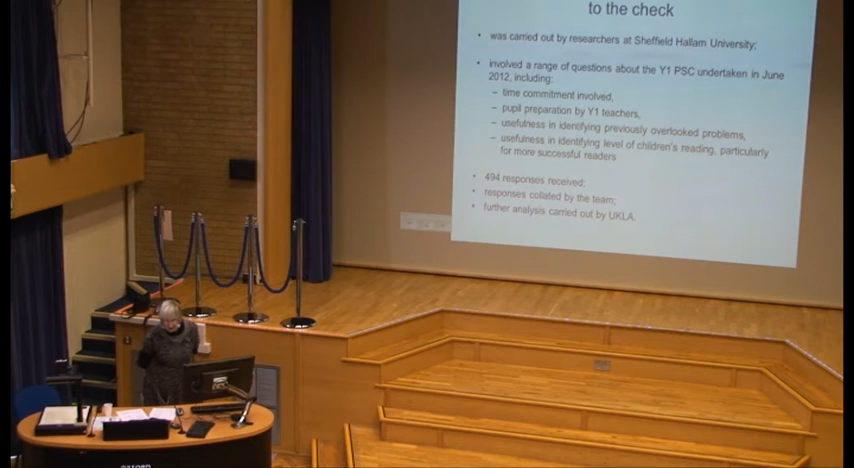 to the check
• was carried out by researchers at Sheffield Hallam University;
• involved a range of questions about the Y1 PSC undertaken in June
2012, including:
– time commitment involved,
– pupil preparation by Y1 teachers,
– usefulness in identifying previously overlooked problems,
– usefulness in identifying level of children's reading, particularly
for more successful readers
• 494 responses received;
• responses collated by the team;
• further analysis carried out by UKLA.
OXFORD